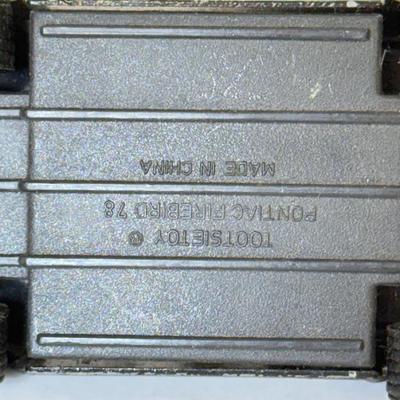 TOOTSIETOY ®
PONTIAC FIREBIRD 78
MADE IN CHINA